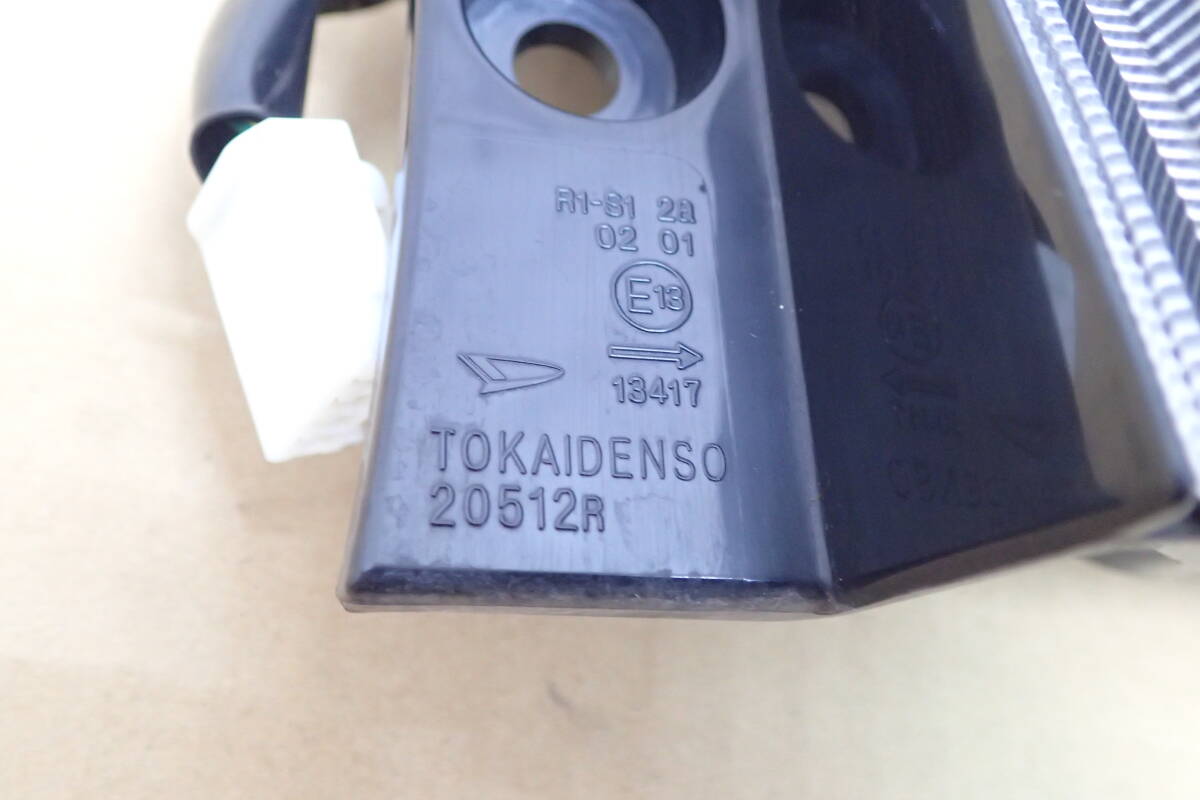 R1-S1 2a
02 01
E13
13417
TOKAIDENSO
20512R